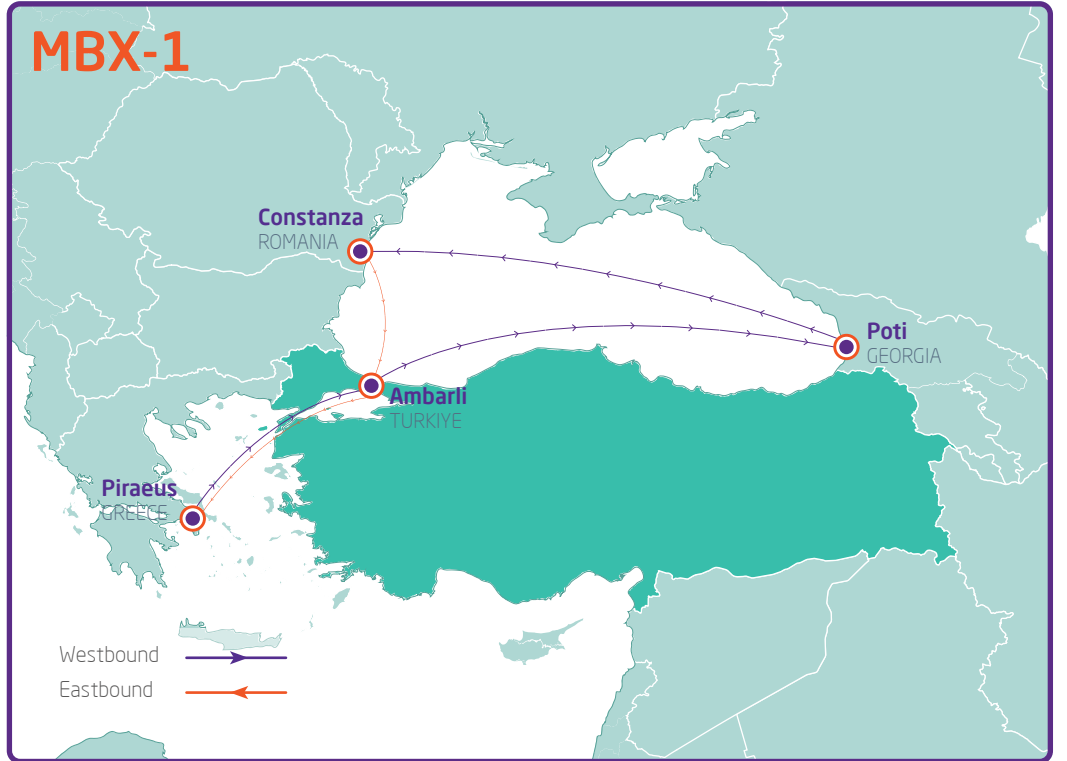 MBX-1
Constanza
ROMANIA
Poti
GEORGIA
Ambarli
TURKIYE
Piraeus
GREECE
Westbound
Eastbound